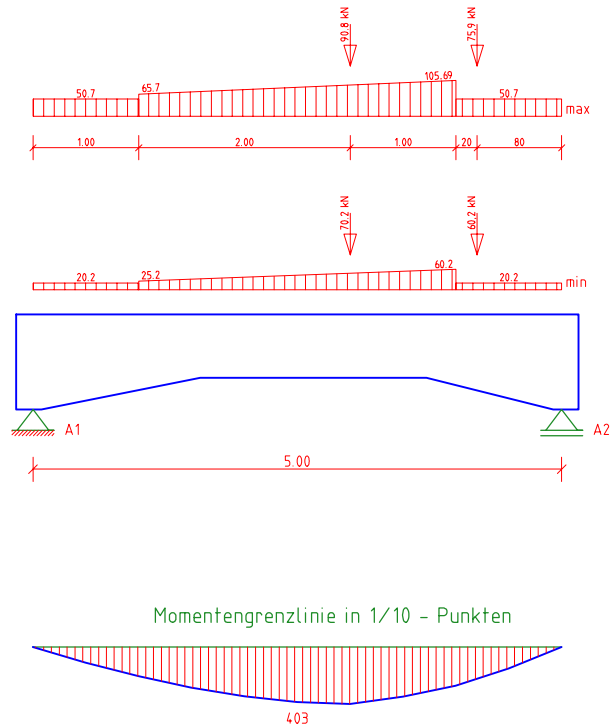 90.8 kN
75.9 kN
50.7
65.7
105.69
50.7
max
1.00
2.00
1.00
20
80
70.2 kN
60.2 kN
20.2
25.2
60.2
20.2
min
A1
A2
5.00
Momentengrenzlinie in 1/10 - Punkten
403